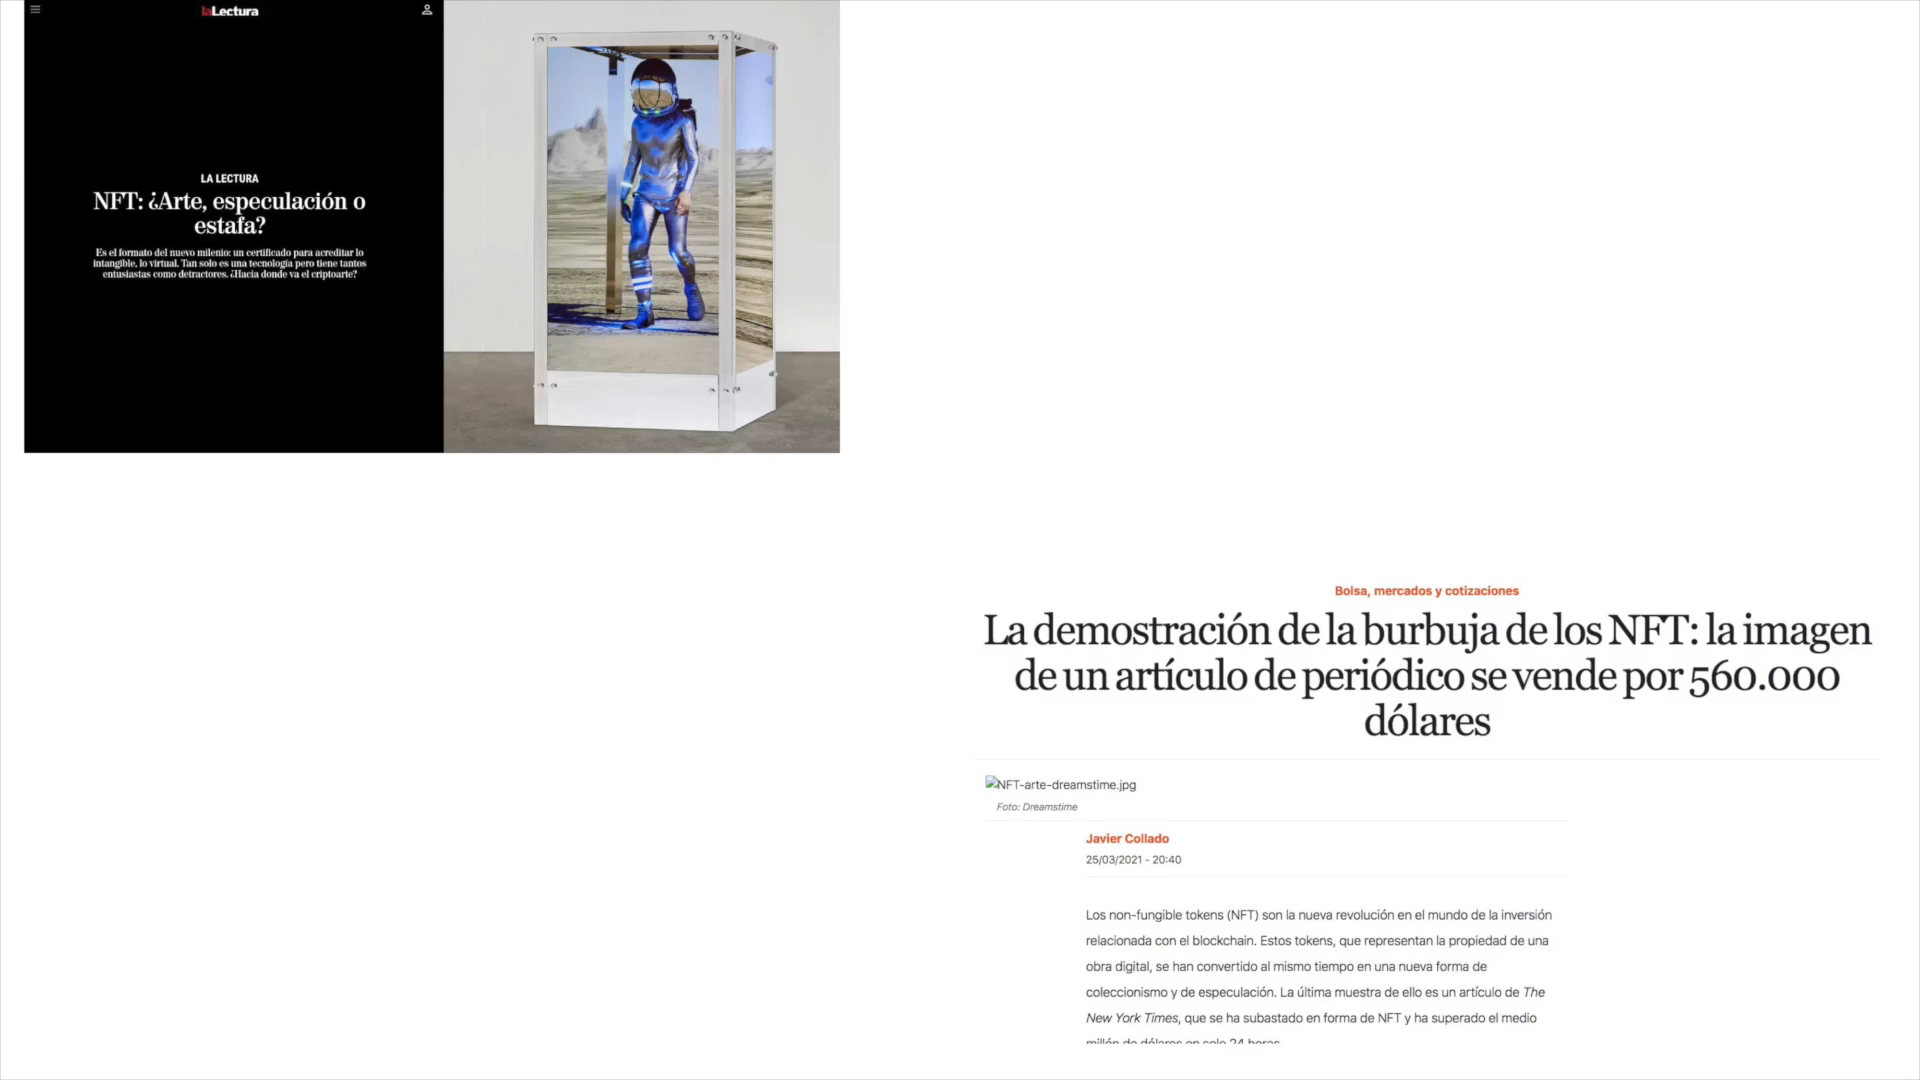 laLectura
LA LECTURA
NFT: ¿Arte, especulación o
estafa?
Es el formato del nuevo milenio: un certificado para acreditar lo
intangible, lo virtual. Tan solo es una tecnología pero tiene tantos
entusiastas como detractores. ¿Hacia donde va el criptoarte?
Bolsa, mercados y cotizaciones
La demostración de la burbuja de los NFT: la imagen
de un artículo de periódico se vende por 560.000
dólares
NFT-arte-dreamstime.jpg
Foto: Dreamstime
Javier Collado
25/03/2021 - 20:40
Los non-fungible tokens (NFT) son la nueva revolución en el mundo de la inversión
relacionada con el blockchain. Estos tokens, que representan la propiedad de una
obra digital, se han convertido al mismo tiempo en una nueva forma de
coleccionismo y de especulación. La última muestra de ello es un artículo de The
New York Times, que se ha subastado en forma de NFT y ha superado el medio
millón de dólares en solo 24 horas.